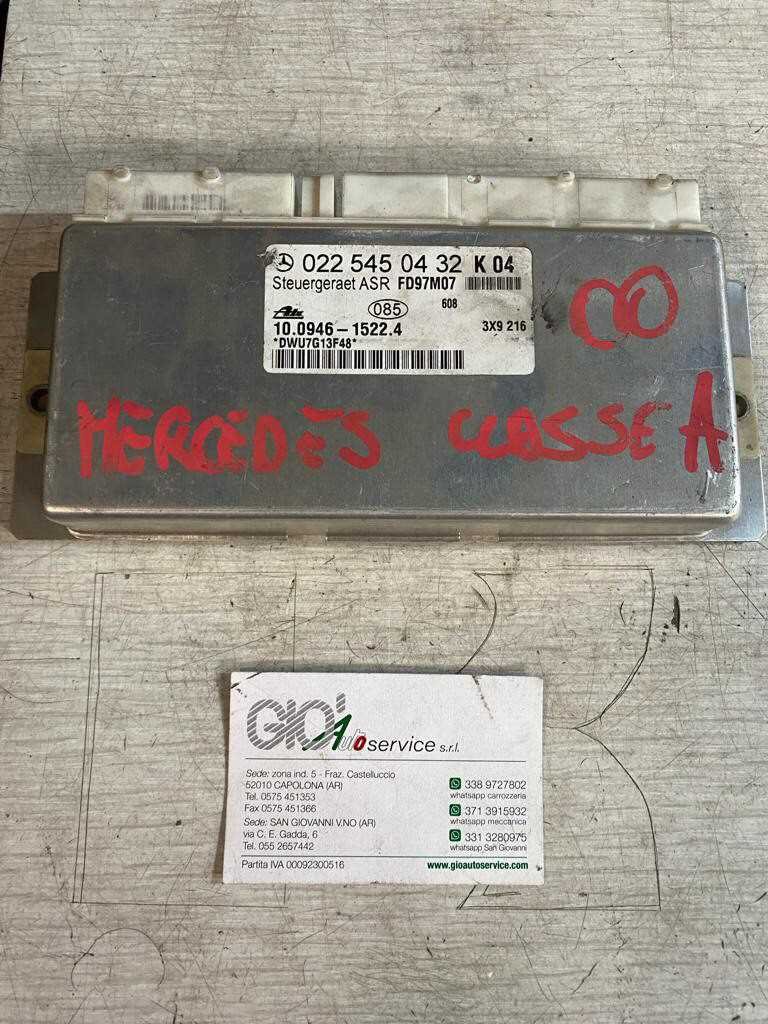 022 545 04 32 K 04
Steuergeraet ASR FD97M07
Ate 085 608
10.0946-1522.4 3X9 216
*DWU7G13F48*
00
MERCEDES CLASSE A
GIO' Autoservice s.r.l.
Sede: zona ind. 5 - Fraz. Castelluccio
52010 CAPOLONA (AR)
Tel. 0575 451353
Fax 0575 451366
Sede: SAN GIOVANNI V.NO (AR)
via C. E. Gadda, 6
Tel. 055 2657442
Partita IVA 00092300516
338 9727802
whatsapp carrozzeria
371 3915932
whatsapp meccanica
331 3280975
whatsapp San Giovanni
www.gioautoservice.com